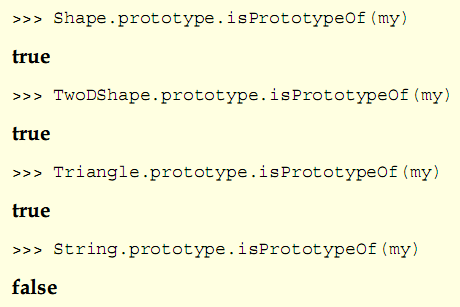 >>> Shape.prototype.isPrototypeOf(my)
true
>>> TwoDShape.prototype.isPrototypeOf(my)
true
>>> Triangle.prototype.isPrototypeOf(my)
true
>>> String.prototype.isPrototypeOf(my)
false